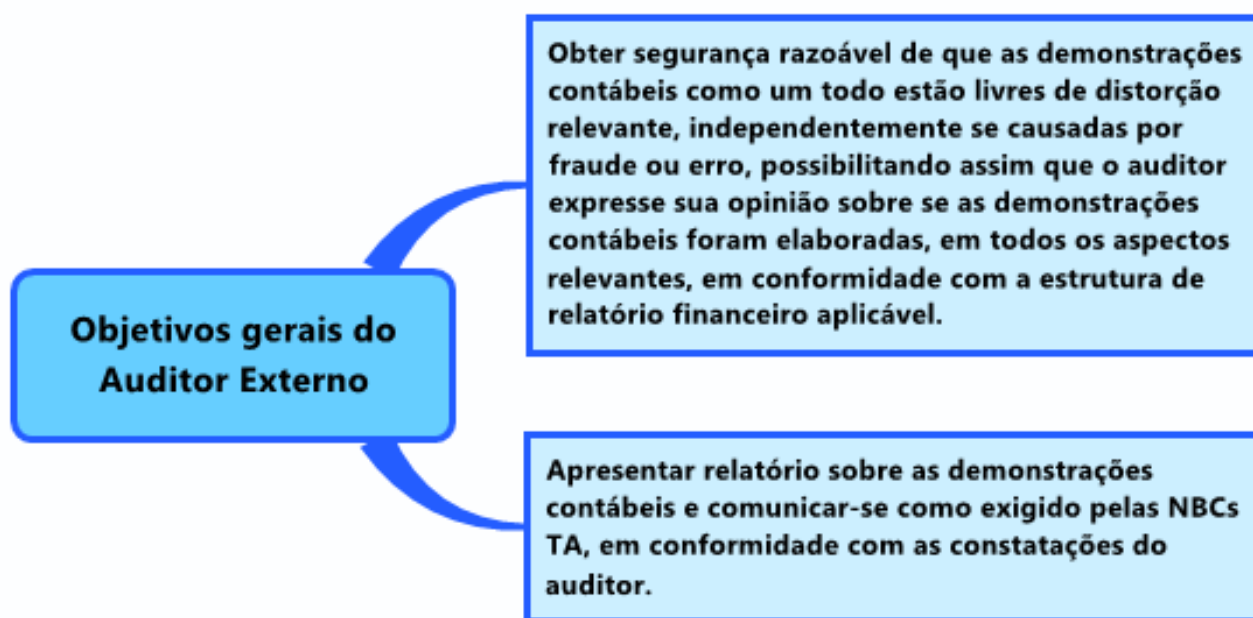 Obter segurança razoável de que as demonstrações
contábeis como um todo estão livres de distorção
relevante, independentemente se causadas por
fraude ou erro, possibilitando assim que o auditor
expresse sua opinião sobre se as demonstrações
contábeis foram elaboradas, em todos os aspectos
relevantes, em conformidade com a estrutura de
relatório financeiro aplicável.
Objetivos gerais do
Auditor Externo
Apresentar relatório sobre as demonstrações
contábeis e comunicar-se como exigido pelas NBCs
TA, em conformidade com as constatações do
auditor.